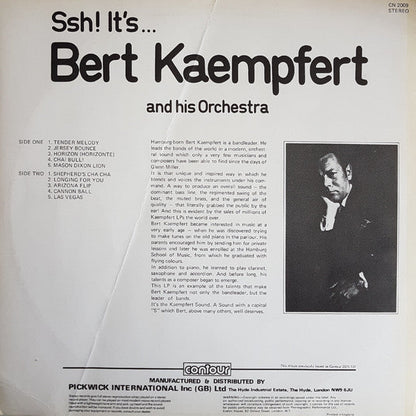 CN 2009
STEREO
Ssh! It's...
Bert Kaempfert
and his Orchestra
SIDE ONE 1. TENDER MELODY
2. JERSEY BOUNCE
3. HORIZON (HORIZONTE)
4. CHAI BULL!
5. MASON DIXON LION
SIDE TWO 1. SHEPHERD'S CHA CHA
2. LONGING FOR YOU
3. ARIZONA FLIP
4. CANNON BALL
5. LAS VEGAS
Hamburg-born Bert Kaempfert is a bandleader. He
leads the bands of the world in a modern, stylised
ral sound which only a very few musicians and
composers have been able to find since the days of
Glenn Miller.
It is that unique and inspired way in which he
blends and voices the instruments under his com-
mand. A way to produce an overall sound – the
dominant bass line, the regimented swing of the
beat, the muted brass, and the general air of
quality – that literally grabbed the public by the
ear! And this is evident by the sales of millions of
Kaempfert LPs the world over.
Bert Kaempfert became interested in music at a
very early age – when he was discovered trying
to make tunes on the old piano in the parlour. His
parents encouraged him by sending him for private
lessons and later he was enrolled at the Hamburg
School of Music, from which he graduated with
flying colours.
In addition to piano, he learned to play clarinet,
saxophone and accordion. And before long, his
talents as a composer began to emerge.
This LP is an example of the talents that make
Bert Kaempfert not only the bandleader, but the
leader of bands.
It's the Kaempfert Sound. A Sound with a capital
"S" which Bert, above many others, well deserves.
contour
MANUFACTURED & DISTRIBUTED BY
PICKWICK INTERNATIONAL Inc (GB) Ltd The Hyde Industrial Estate, The Hyde, London NW9 6JU